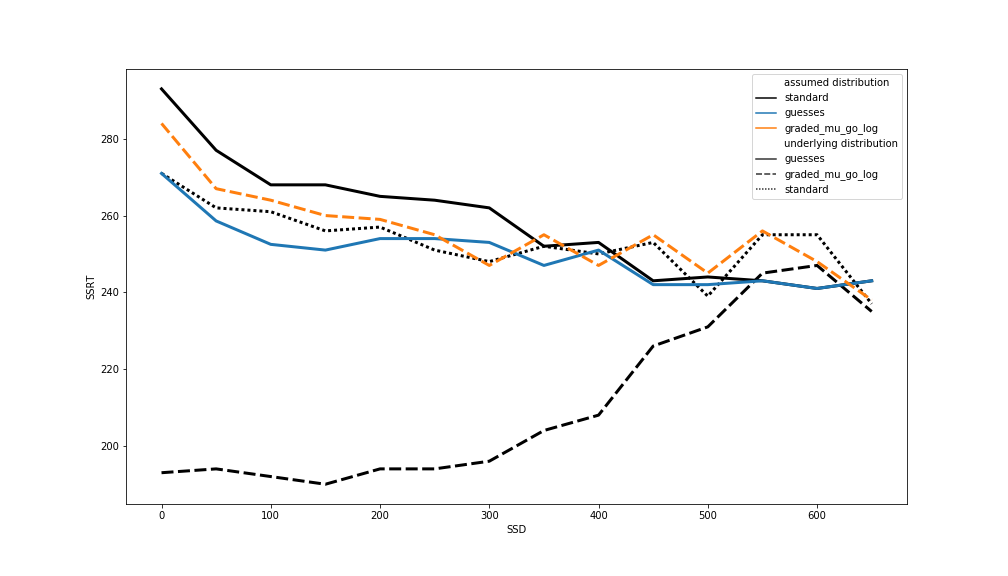 assumed distribution
standard
guesses
graded_mu_go_log
underlying distribution
guesses
graded_mu_go_log
standard
SSRT
280
260
240
220
200
0 100 200 300 400 500 600
SSD